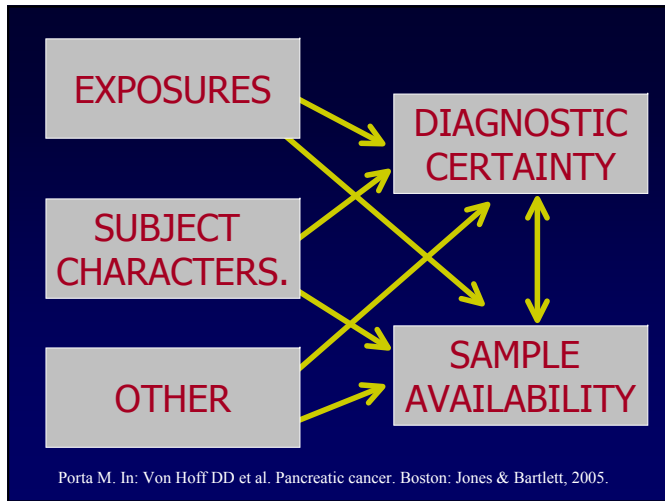 EXPOSURES
SUBJECT
CHARACTERS.
OTHER
DIAGNOSTIC
CERTAINTY
SAMPLE
AVAILABILITY
Porta M. In: Von Hoff DD et al. Pancreatic cancer. Boston: Jones & Bartlett, 2005.